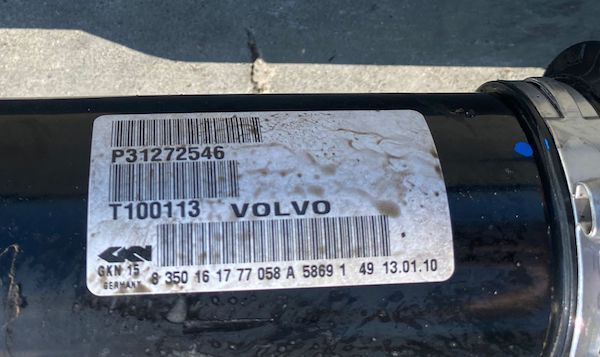 P31272546
T100113 VOLVO
GKN
GKN 15 8 350 16 17 77 058 A 5869 1 49 13.01.10
GERMANY